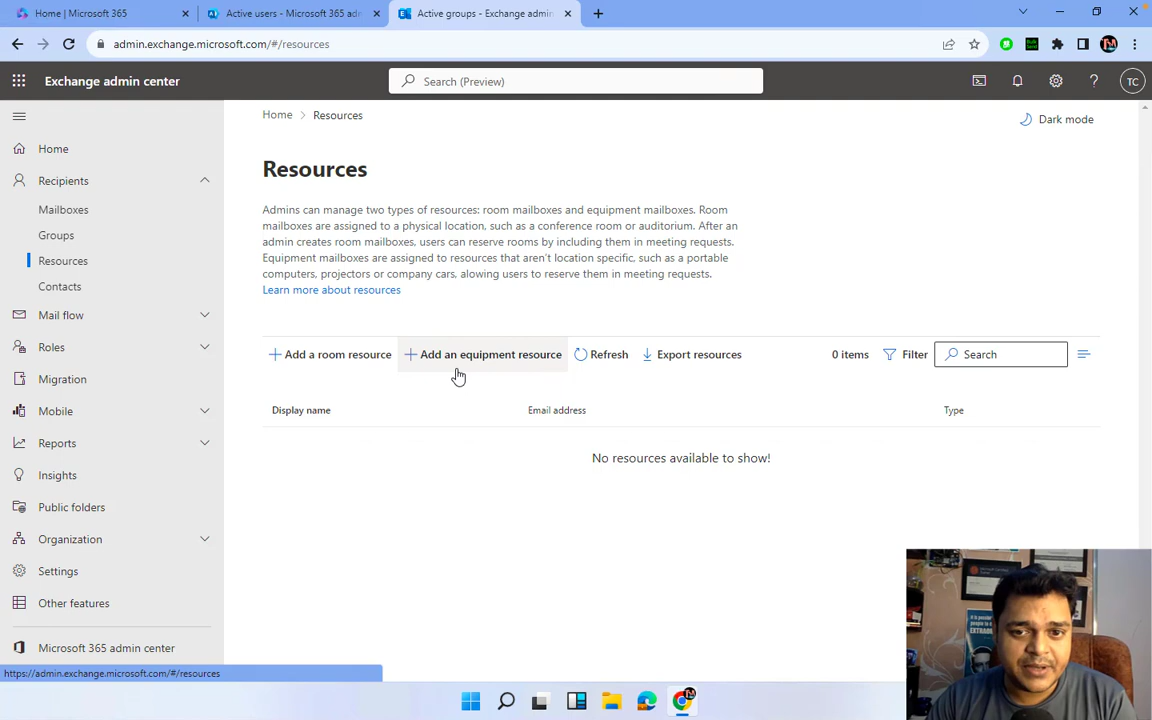 Home | Microsoft 365
Active users - Microsoft 365 adm
Active groups - Exchange admin
admin.exchange.microsoft.com/#/resources
Exchange admin center
Search (Preview)
TC
Home
Recipients
Mailboxes
Groups
Resources
Contacts
Mail flow
Roles
Migration
Mobile
Reports
Insights
Public folders
Organization
Settings
Other features
Microsoft 365 admin center
Home > Resources
Dark mode
Resources
Admins can manage two types of resources: room mailboxes and equipment mailboxes. Room
mailboxes are assigned to a physical location, such as a conference room or auditorium. After an
admin creates room mailboxes, users can reserve rooms by including them in meeting requests.
Equipment mailboxes are assigned to resources that aren't location specific, such as a portable
computers, projectors or company cars, alowing users to reserve them in meeting requests.
Learn more about resources
Add a room resource
Add an equipment resource
Refresh
Export resources
0 items
Filter
Search
Display name
Email address
Type
No resources available to show!
https://admin.exchange.microsoft.com/#/resources